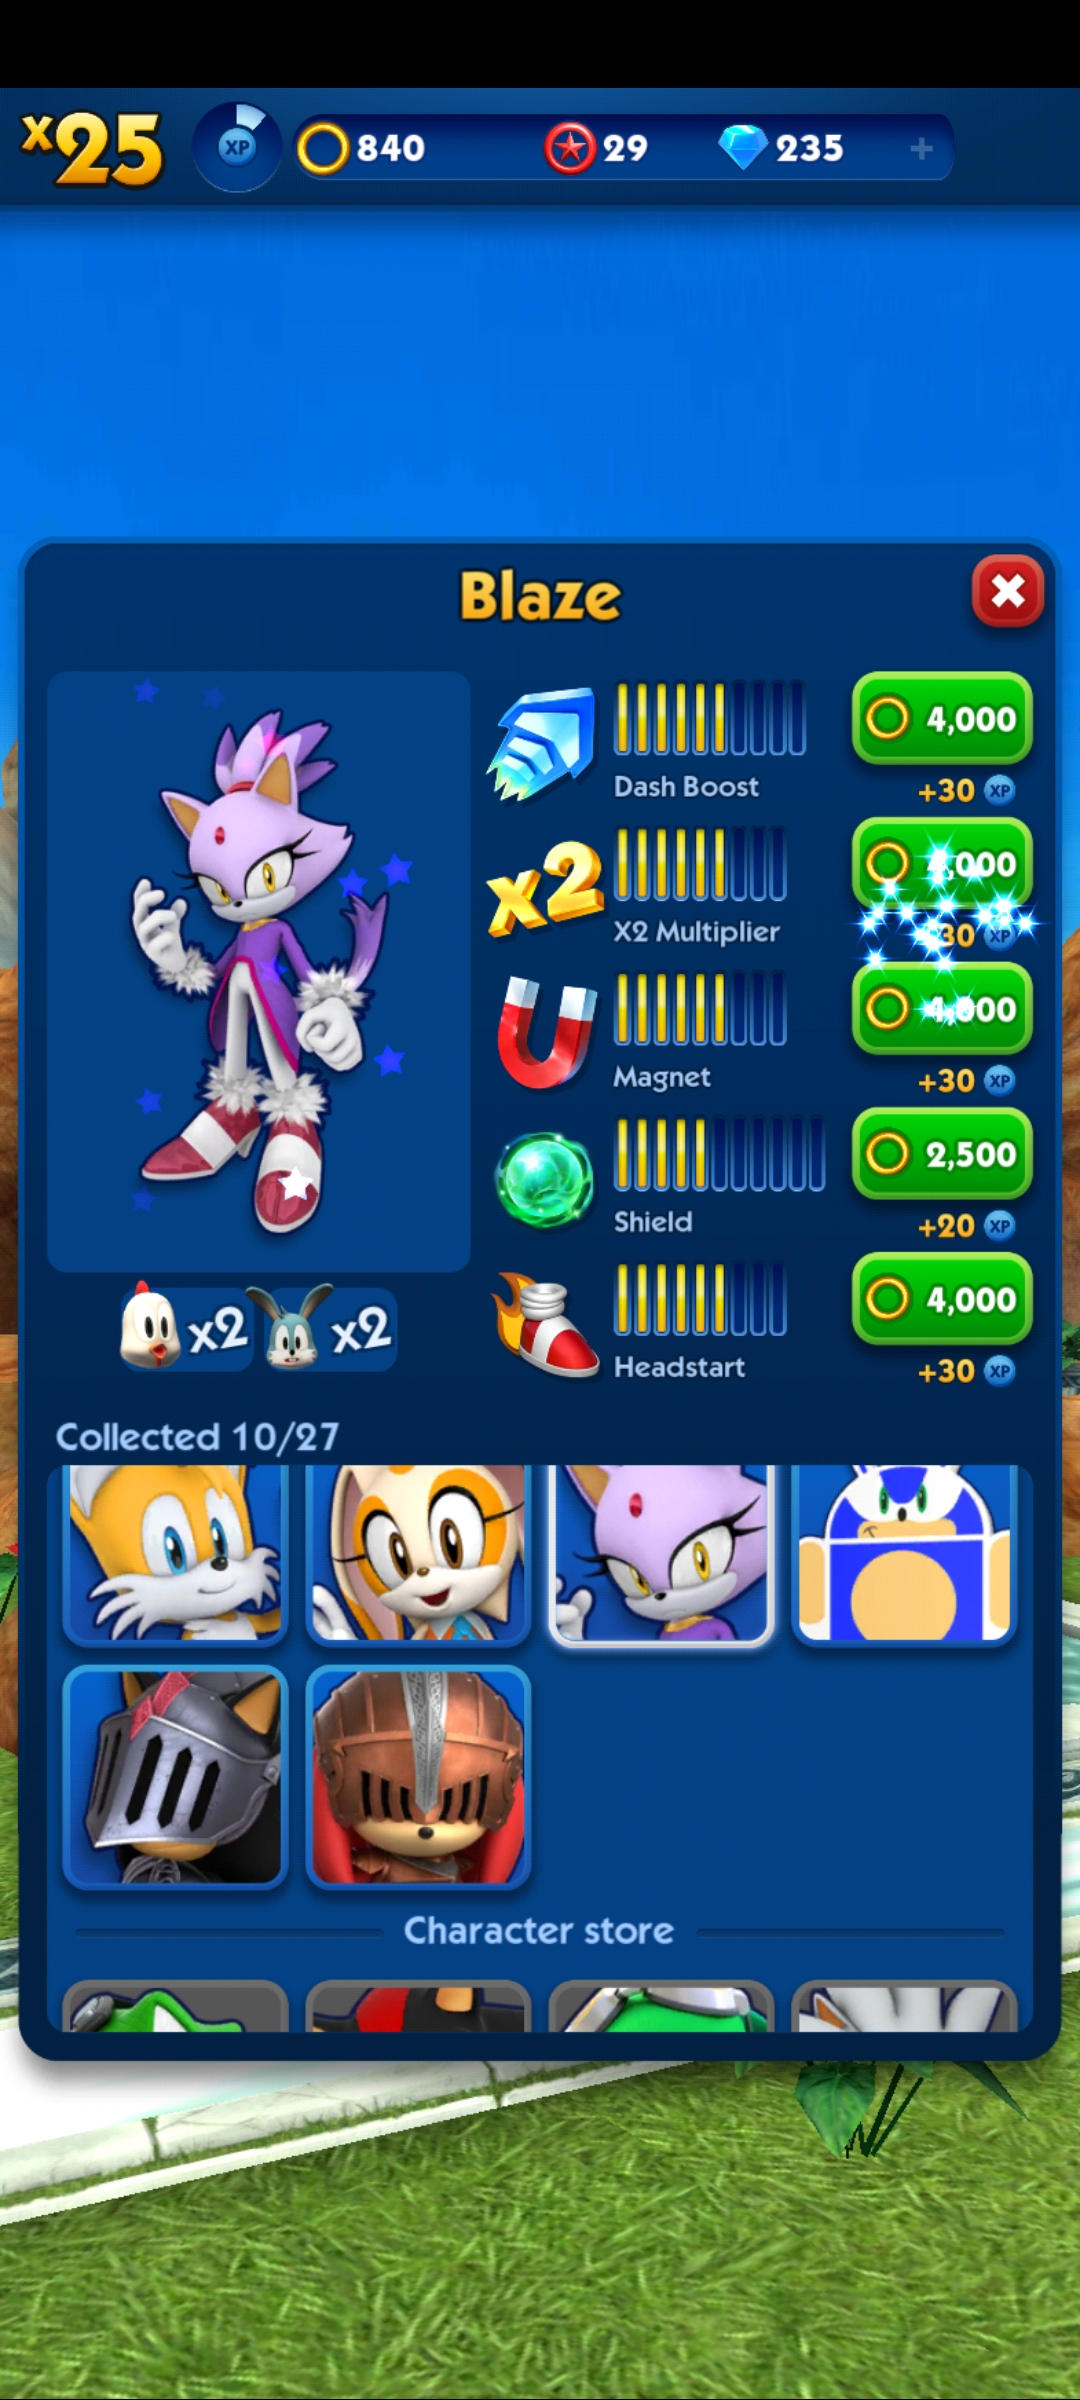 x25 XP 840 29 235 +
Blaze
4,000
Dash Boost
+30 XP
x2
4,000
X2 Multiplier
+30 XP
4,000
Magnet
+30 XP
2,500
Shield
+20 XP
4,000
x2 x2
Headstart
+30 XP
Collected 10/27
Character store